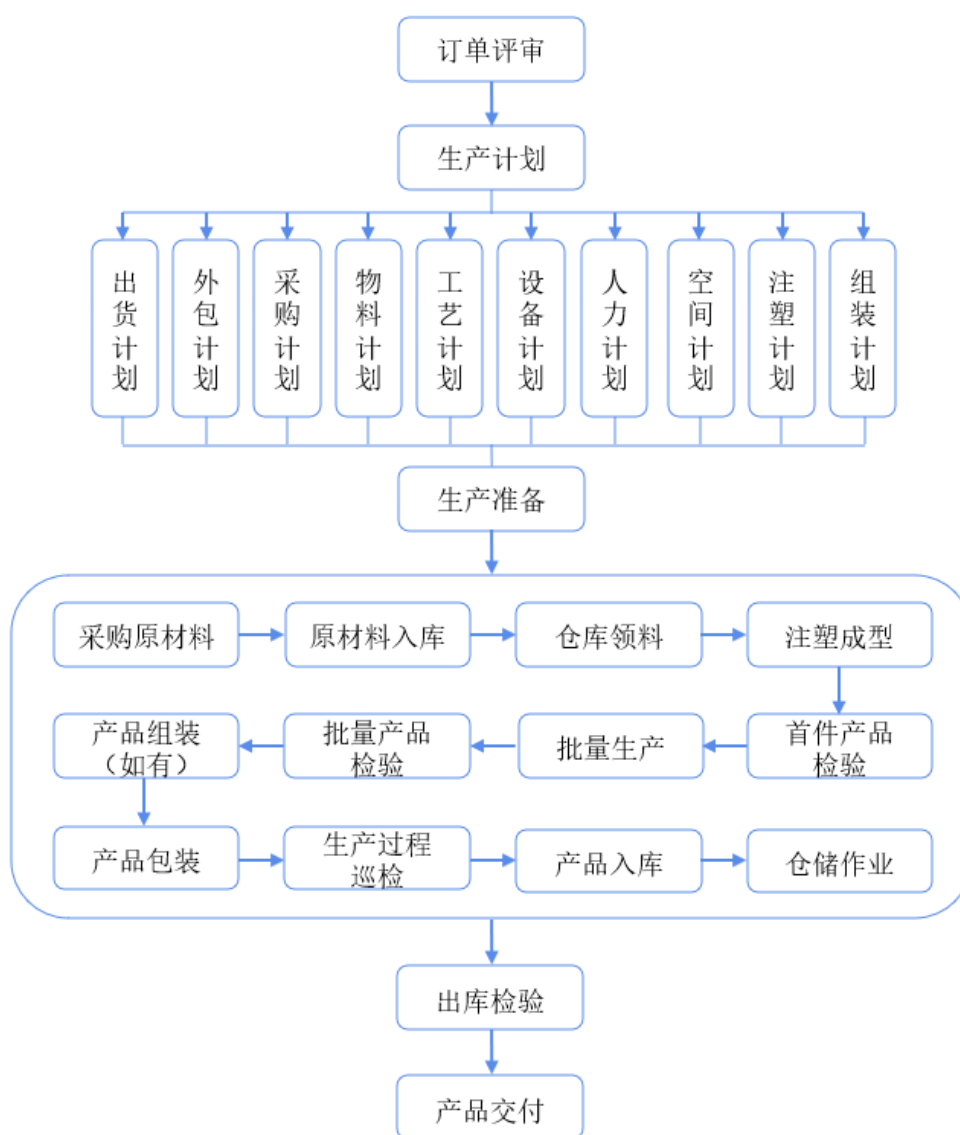 订单评审
生产计划
出货计划
外包计划
采购计划
物料计划
工艺计划
设备计划
人力计划
空间计划
注塑计划
组装计划
生产准备
采购原材料
原材料入库
仓库领料
注塑成型
首件产品
检验
批量生产
批量产品
检验
产品组装
（如有）
产品包装
生产过程
巡检
产品入库
仓储作业
出库检验
产品交付